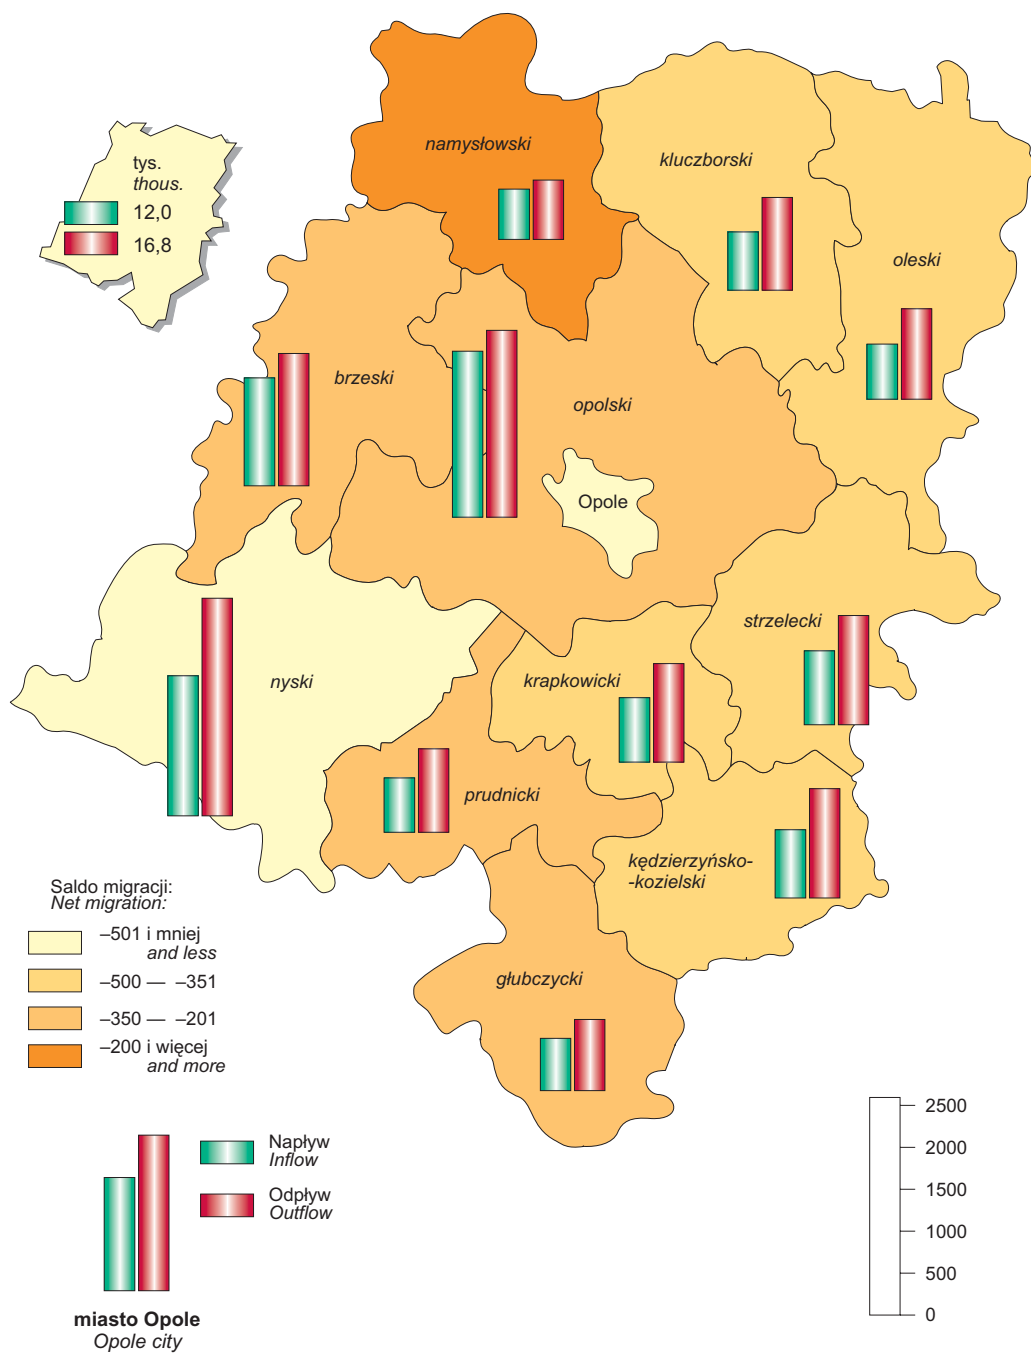 tys.
thous.
12,0
16,8
namysłowski
kluczborski
oleski
brzeski
opolski
Opole
strzelecki
nyski
krapkowicki
prudnicki
kędzierzyńsko-
-kozielski
głubczycki
Saldo migracji:
Net migration:
–501 i mniej
and less
–500 — –351
–350 — –201
–200 i więcej
and more
Napływ
Inflow
Odpływ
Outflow
miasto Opole
Opole city
2500
2000
1500
1000
500
0